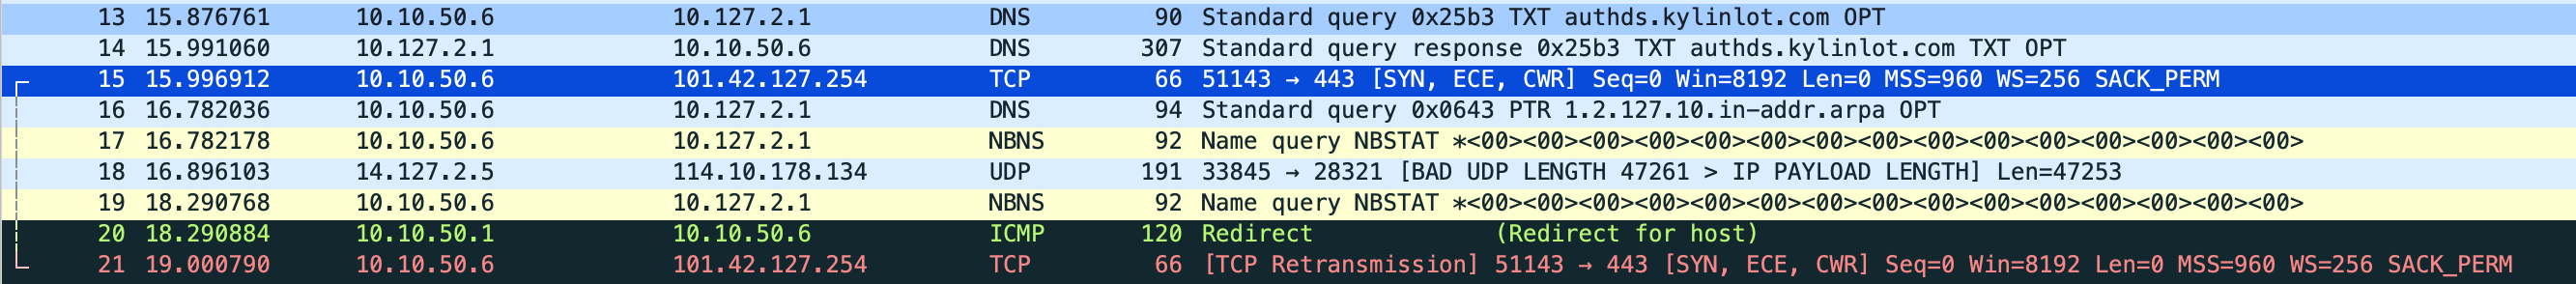 13 15.876761 10.10.50.6 10.127.2.1 DNS 90 Standard query 0x25b3 TXT authds.kylinlot.com OPT
14 15.991060 10.127.2.1 10.10.50.6 DNS 307 Standard query response 0x25b3 TXT authds.kylinlot.com TXT OPT
15 15.996912 10.10.50.6 101.42.127.254 TCP 66 51143 → 443 [SYN, ECE, CWR] Seq=0 Win=8192 Len=0 MSS=960 WS=256 SACK_PERM
16 16.782036 10.10.50.6 10.127.2.1 DNS 94 Standard query 0x0643 PTR 1.2.127.10.in-addr.arpa OPT
17 16.782178 10.10.50.6 10.127.2.1 NBNS 92 Name query NBSTAT *<00><00><00><00><00><00><00><00><00><00><00><00><00><00><00>
18 16.896103 14.127.2.5 114.10.178.134 UDP 191 33845 → 28321 [BAD UDP LENGTH 47261 > IP PAYLOAD LENGTH] Len=47253
19 18.290768 10.10.50.6 10.127.2.1 NBNS 92 Name query NBSTAT *<00><00><00><00><00><00><00><00><00><00><00><00><00><00><00>
20 18.290884 10.10.50.1 10.10.50.6 ICMP 120 Redirect (Redirect for host)
21 19.000790 10.10.50.6 101.42.127.254 TCP 66 [TCP Retransmission] 51143 → 443 [SYN, ECE, CWR] Seq=0 Win=8192 Len=0 MSS=960 WS=256 SACK_PERM